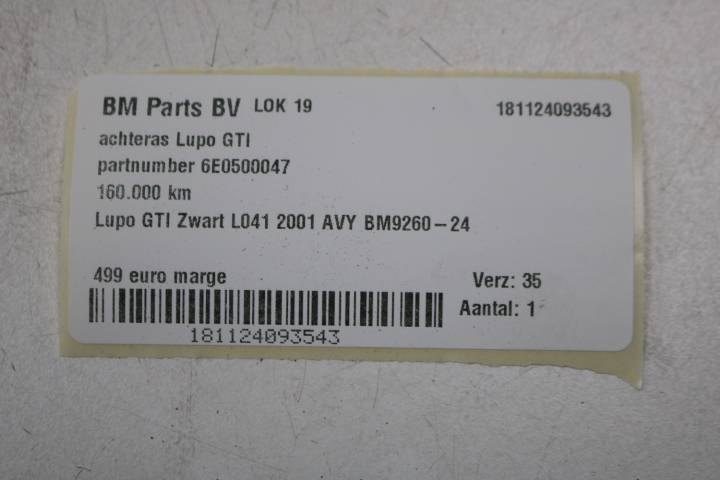 BM Parts BV LOK 19 181124093543
achteras Lupo GTI
partnumber 6E0500047
160.000 km
Lupo GTI Zwart L041 2001 AVY BM9260-24
499 euro marge Verz: 35
Aantal: 1
181124093543